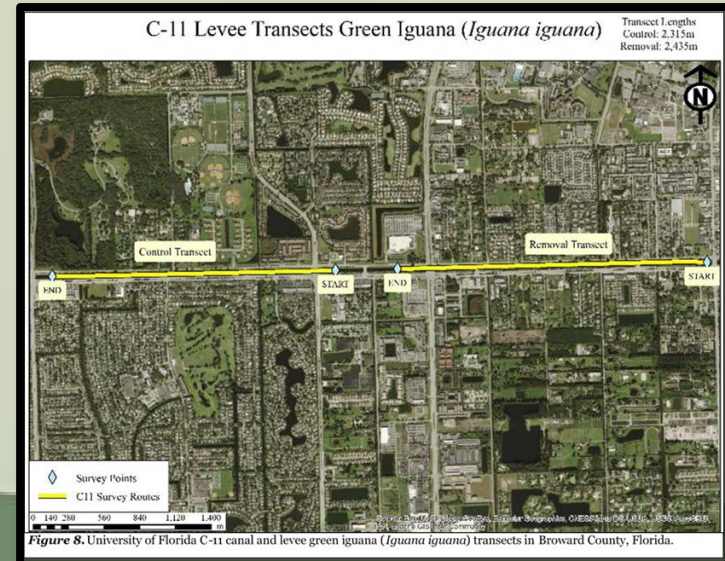 C-11 Levee Transects Green Iguana (Iguana iguana)
Transect Lengths
Control: 2,315m
Removal: 2,435m
N
Control Transect
Removal Transect
END
START
END
START
Survey Points
C11 Survey Routes
0 140 280 560 840 1,120 1,400
m
Figure 8. University of Florida C-11 canal and levee green iguana (Iguana iguana) transects in Broward County, Florida.